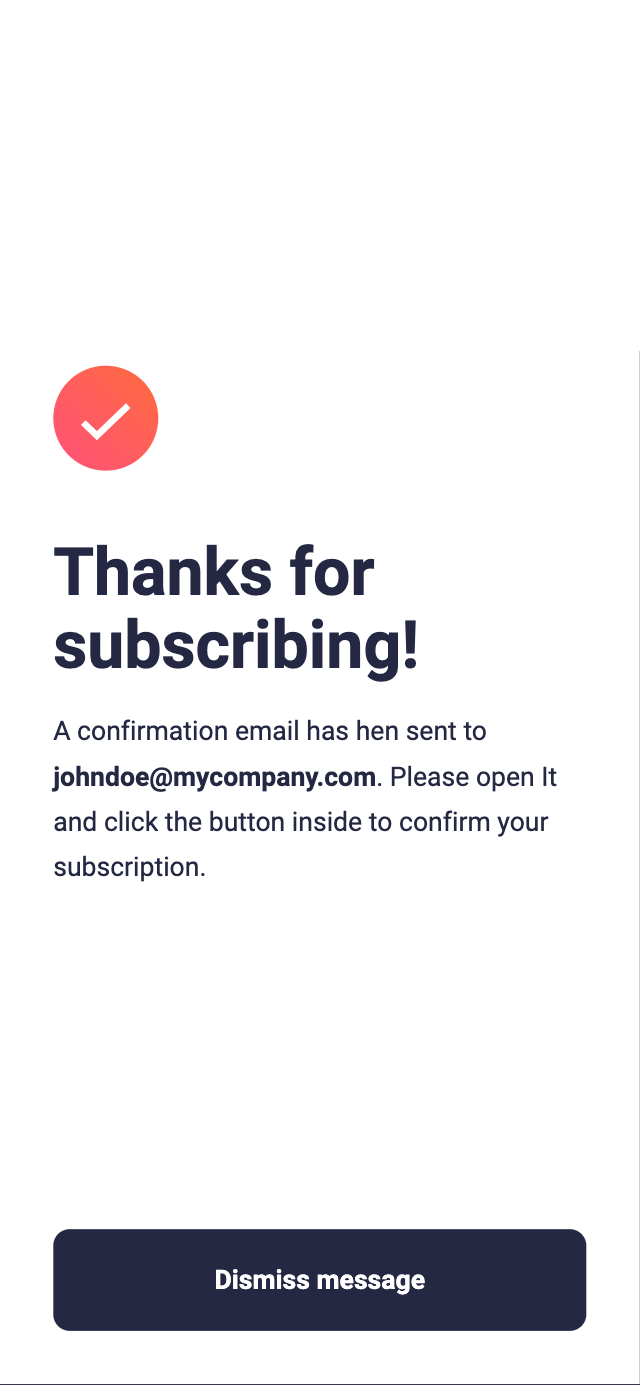 Thanks for
subscribing!
A confirmation email has hen sent to
johndoe@mycompany.com. Please open It
and click the button inside to confirm your
subscription.
Dismiss message